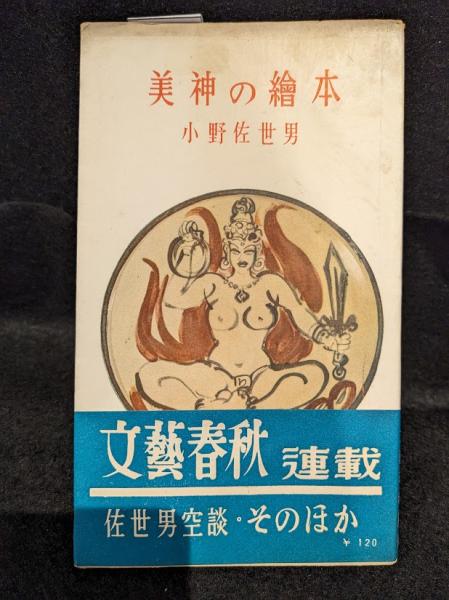 美神の繪本
小野佐世男
文藝春秋 連載
佐世男空談・そのほか
￥ 120